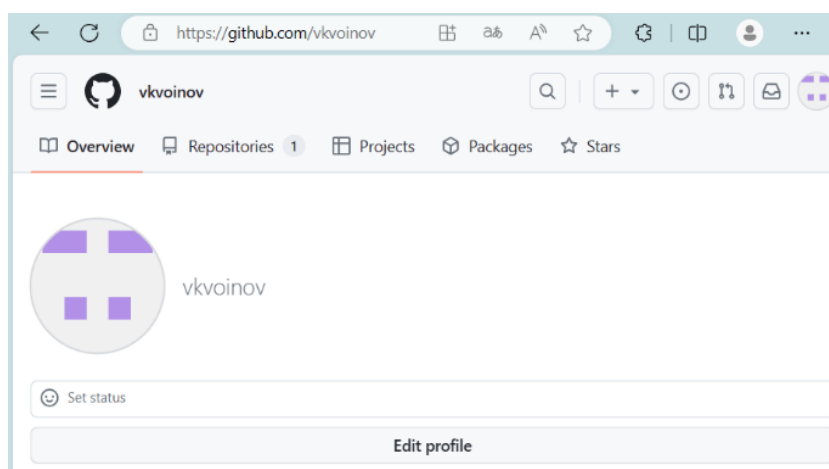 https://github.com/vkvoinov
vkvoinov
Overview Repositories 1 Projects Packages Stars
vkvoinov
Set status
Edit profile